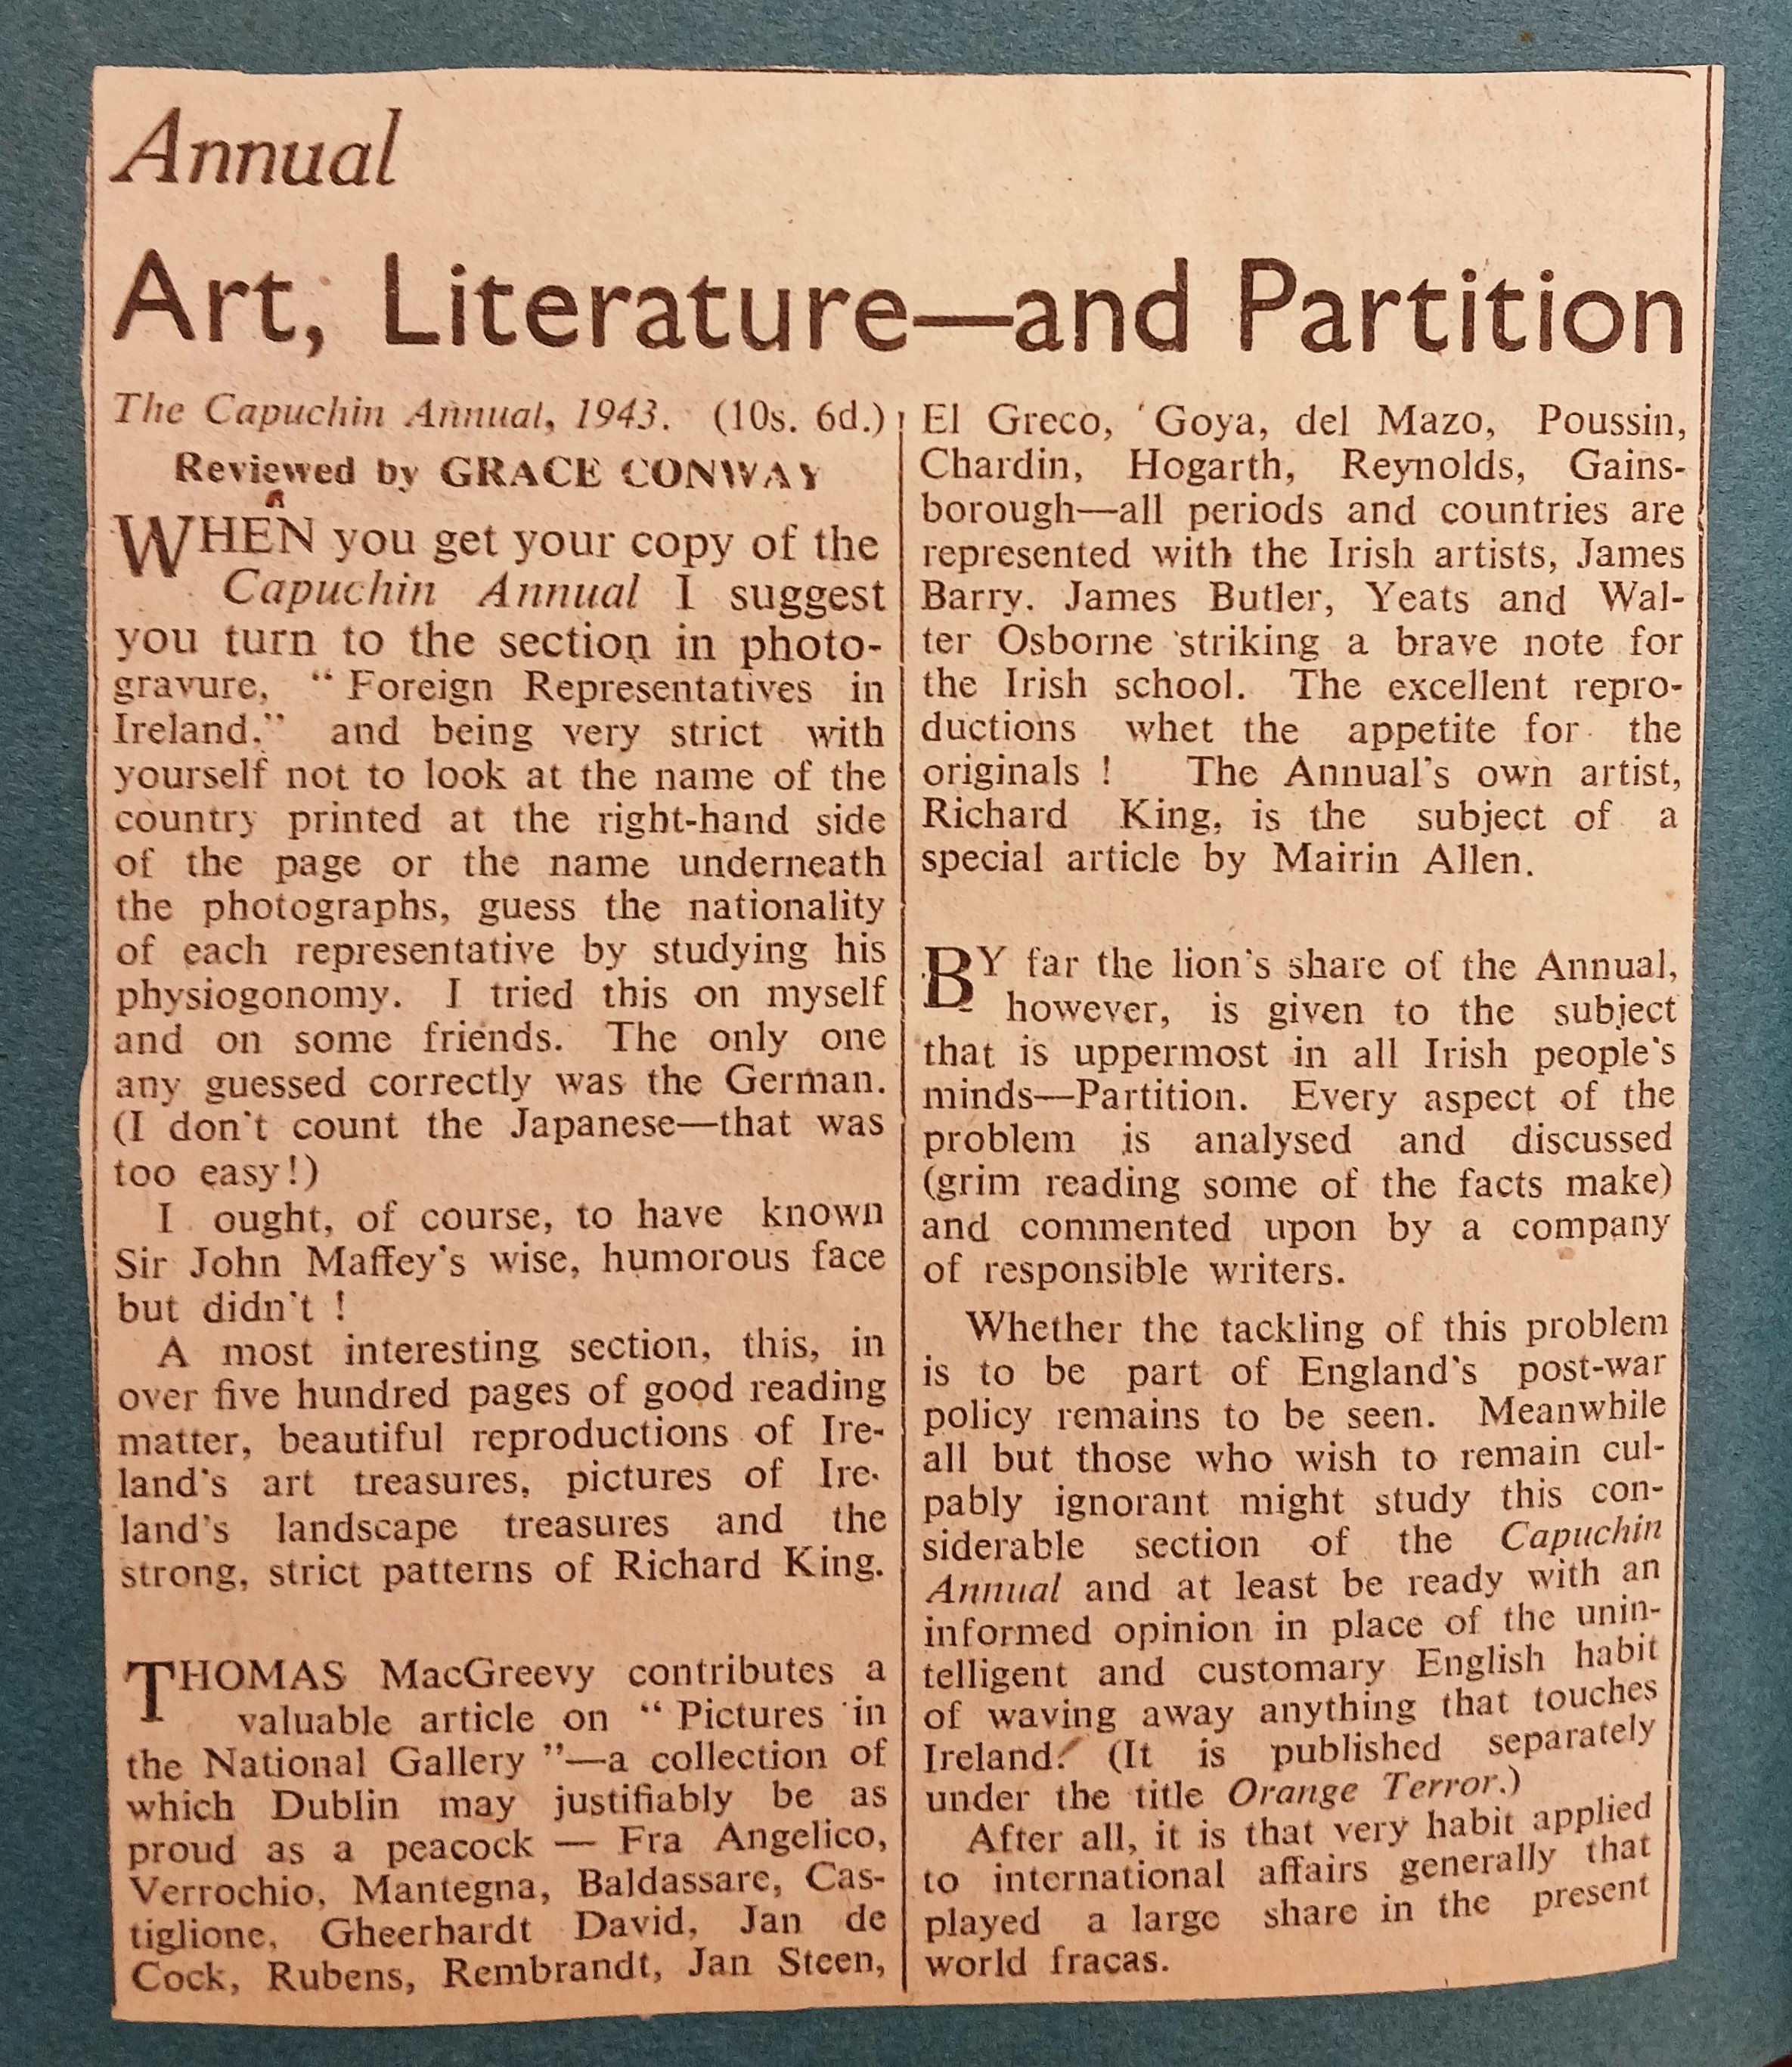 Annual
Art, Literature—and Partition
The Capuchin Annual, 1943. (10s. 6d.)
Reviewed by GRACE CONWAY
WHEN you get your copy of the
Capuchin Annual I suggest
you turn to the section in photo-
gravure, “ Foreign Representatives in
Ireland,” and being very strict with
yourself not to look at the name of the
country printed at the right-hand side
of the page or the name underneath
the photographs, guess the nationality
of each representative by studying his
physiogonomy. I tried this on myself
and on some friends. The only one
any guessed correctly was the German.
(I don't count the Japanese—that was
too easy!)
I ought, of course, to have known
Sir John Maffey's wise, humorous face
but didn't !
A most interesting section, this, in
over five hundred pages of good reading
matter, beautiful reproductions of Ire-
land's art treasures, pictures of Ire-
land's landscape treasures and the
strong, strict patterns of Richard King.
THOMAS MacGreevy contributes a
valuable article on “ Pictures in
the National Gallery ”—a collection of
which Dublin may justifiably be as
proud as a peacock — Fra Angelico,
Verrochio, Mantegna, Baldassare, Cas-
tiglione, Gheerhardt David, Jan de
Cock, Rubens, Rembrandt, Jan Steen,
El Greco, Goya, del Mazo, Poussin,
Chardin, Hogarth, Reynolds, Gains-
borough—all periods and countries are
represented with the Irish artists, James
Barry. James Butler, Yeats and Wal-
ter Osborne striking a brave note for
the Irish school. The excellent repro-
ductions whet the appetite for the
originals ! The Annual's own artist,
Richard King, is the subject of a
special article by Mairin Allen.
BY far the lion's share of the Annual,
however, is given to the subject
that is uppermost in all Irish people's
minds—Partition. Every aspect of the
problem is analysed and discussed
(grim reading some of the facts make)
and commented upon by a company
of responsible writers.
Whether the tackling of this problem
is to be part of England's post-war
policy remains to be seen. Meanwhile
all but those who wish to remain cul-
pably ignorant might study this con-
siderable section of the Capuchin
Annual and at least be ready with an
informed opinion in place of the unin-
telligent and customary English habit
of waving away anything that touches
Ireland. (It is published separately
under the title Orange Terror.)
After all, it is that very habit applied
to international affairs generally that
played a large share in the present
world fracas.